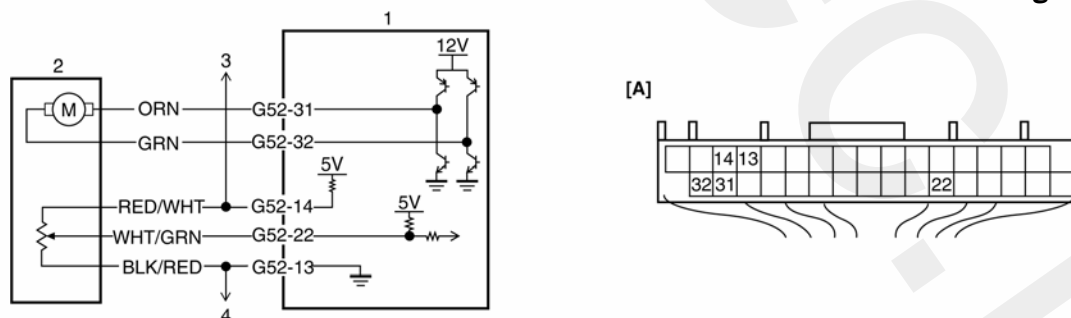 g
1
2
3
12V
M
ORN
G52-31
GRN
G52-32
5V
RED/WHT
G52-14
5V
WHT/GRN
G52-22
BLK/RED
G52-13
4
[A]
14 13
32 31 22